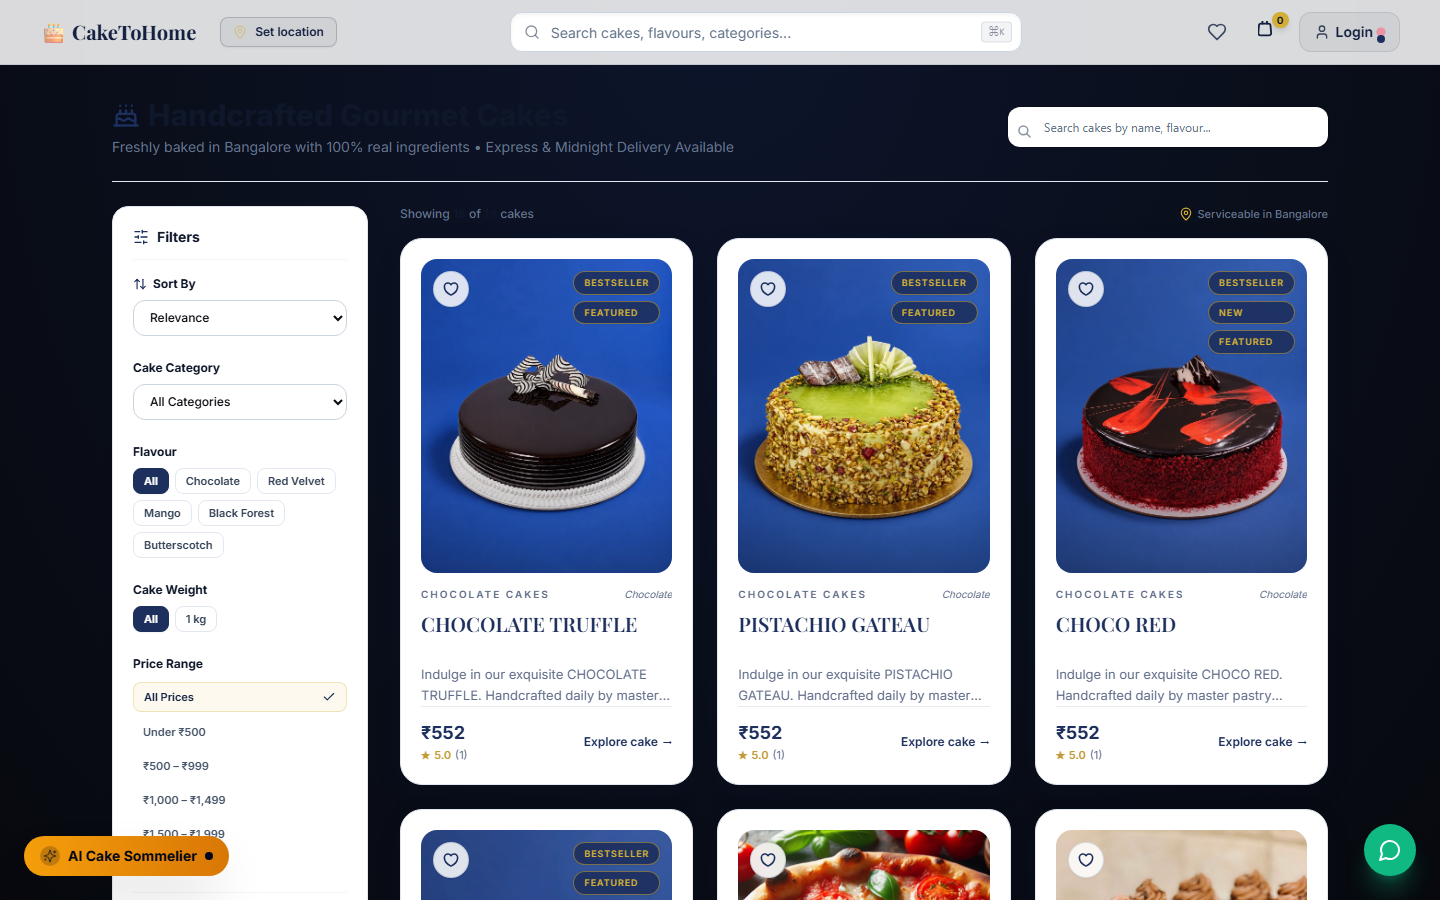 CakeToHome
Set location
Search cakes, flavours, categories...
⌘K
0
Login
Handcrafted Gourmet Cakes
Freshly baked in Bangalore with 100% real ingredients • Express & Midnight Delivery Available
Search cakes by name, flavour...
Filters
Sort By
Relevance
Cake Category
All Categories
Flavour
All
Chocolate
Red Velvet
Mango
Black Forest
Butterscotch
Cake Weight
All
1 kg
Price Range
All Prices
Under ₹500
₹500 – ₹999
₹1,000 – ₹1,499
₹1,500 – ₹1,999
AI Cake Sommelier
Showing of cakes
Serviceable in Bangalore
BESTSELLER
FEATURED
CHOCOLATE CAKES
Chocolate
CHOCOLATE TRUFFLE
Indulge in our exquisite CHOCOLATE
TRUFFLE. Handcrafted daily by master...
₹552
★ 5.0 (1)
Explore cake →
BESTSELLER
FEATURED
CHOCOLATE CAKES
Chocolate
PISTACHIO GATEAU
Indulge in our exquisite PISTACHIO
GATEAU. Handcrafted daily by master...
₹552
★ 5.0 (1)
Explore cake →
BESTSELLER
NEW
FEATURED
CHOCOLATE CAKES
Chocolate
CHOCO RED
Indulge in our exquisite CHOCO RED.
Handcrafted daily by master pastry...
₹552
★ 5.0 (1)
Explore cake →
BESTSELLER
FEATURED